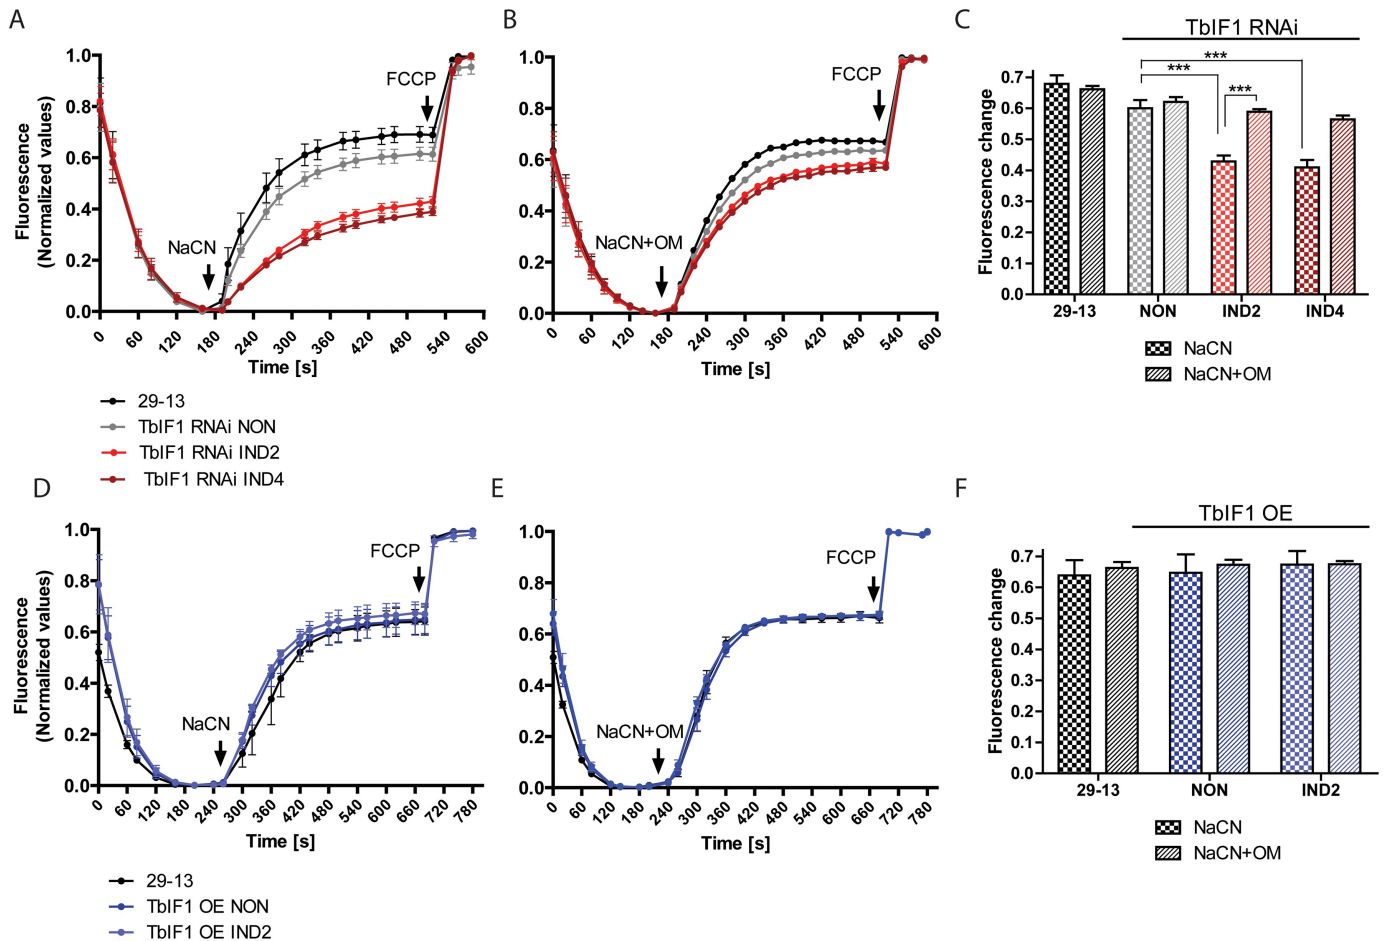 A
Fluorescence
(Normalized values)
1.0
0.8
0.6
0.4
0.2
0.0
NaCN
FCCP
0 60 120 180 240 300 360 420 480 540 600
Time [s]
29-13
TbIF1 RNAi NON
TbIF1 RNAi IND2
TbIF1 RNAi IND4
B
1.0
0.8
0.6
0.4
0.2
0.0
NaCN+OM
FCCP
0 60 120 180 240 300 360 420 480 540 600
Time [s]
C
TbIF1 RNAi
Fluorescence change
0.7
0.6
0.5
0.4
0.3
0.2
0.1
0.0
***
***
***
29-13 NON IND2 IND4
NaCN
NaCN+OM
D
Fluorescence
(Normalized values)
1.0
0.8
0.6
0.4
0.2
0.0
NaCN
FCCP
0 60 120 180 240 300 360 420 480 540 600 660 720 780
Time [s]
29-13
TbIF1 OE NON
TbIF1 OE IND2
E
1.0
0.8
0.6
0.4
0.2
0.0
NaCN+OM
FCCP
0 60 120 180 240 300 360 420 480 540 600 660 720 780
Time [s]
F
TbIF1 OE
Fluorescence change
0.7
0.6
0.5
0.4
0.3
0.2
0.1
0.0
29-13 NON IND2
NaCN
NaCN+OM